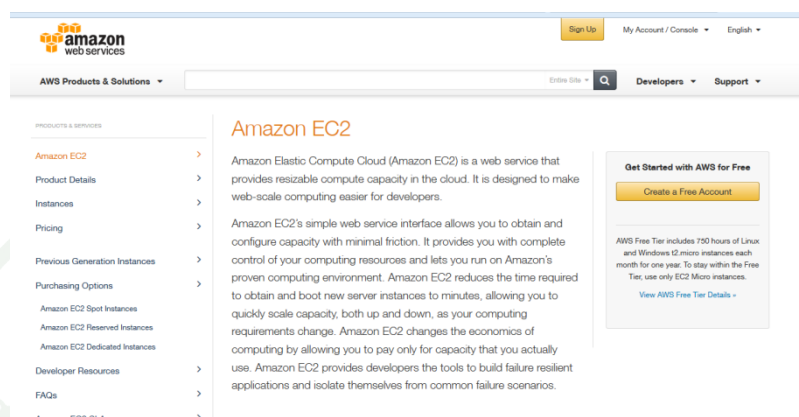 amazon
web services
Sign Up
My Account / Console
English
AWS Products & Solutions
Entire Site
Developers
Support
PRODUCTS & SERVICES
Amazon EC2
Product Details
Instances
Pricing
Previous Generation Instances
Purchasing Options
Amazon EC2 Spot Instances
Amazon EC2 Reserved Instances
Amazon EC2 Dedicated Instances
Developer Resources
FAQs
Amazon EC2
Amazon Elastic Compute Cloud (Amazon EC2) is a web service that
provides resizable compute capacity in the cloud. It is designed to make
web-scale computing easier for developers.
Amazon EC2's simple web service interface allows you to obtain and
configure capacity with minimal friction. It provides you with complete
control of your computing resources and lets you run on Amazon's
proven computing environment. Amazon EC2 reduces the time required
to obtain and boot new server instances to minutes, allowing you to
quickly scale capacity, both up and down, as your computing
requirements change. Amazon EC2 changes the economics of
computing by allowing you to pay only for capacity that you actually
use. Amazon EC2 provides developers the tools to build failure resilient
applications and isolate themselves from common failure scenarios.
Get Started with AWS for Free
Create a Free Account
AWS Free Tier includes 750 hours of Linux
and Windows t2.micro instances each
month for one year. To stay within the Free
Tier, use only EC2 Micro instances.
View AWS Free Tier Details »